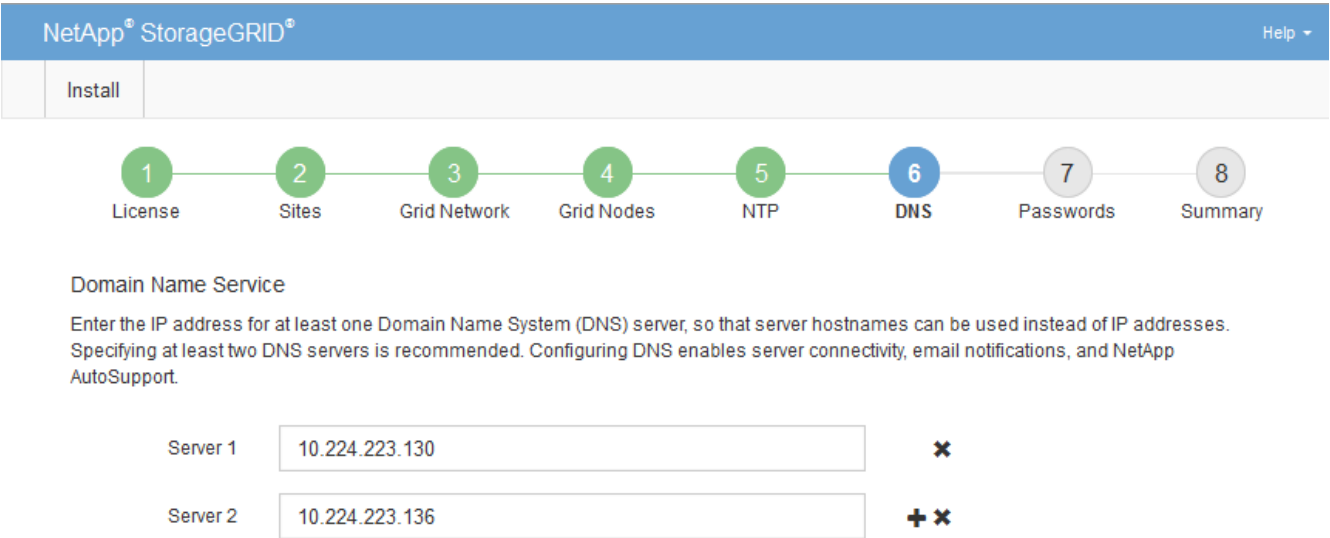 NetApp® StorageGRID®
Help
Install
1 2 3 4 5 6 7 8
License Sites Grid Network Grid Nodes NTP DNS Passwords Summary
Domain Name Service
Enter the IP address for at least one Domain Name System (DNS) server, so that server hostnames can be used instead of IP addresses.
Specifying at least two DNS servers is recommended. Configuring DNS enables server connectivity, email notifications, and NetApp
AutoSupport.
Server 1 10.224.223.130
Server 2 10.224.223.136